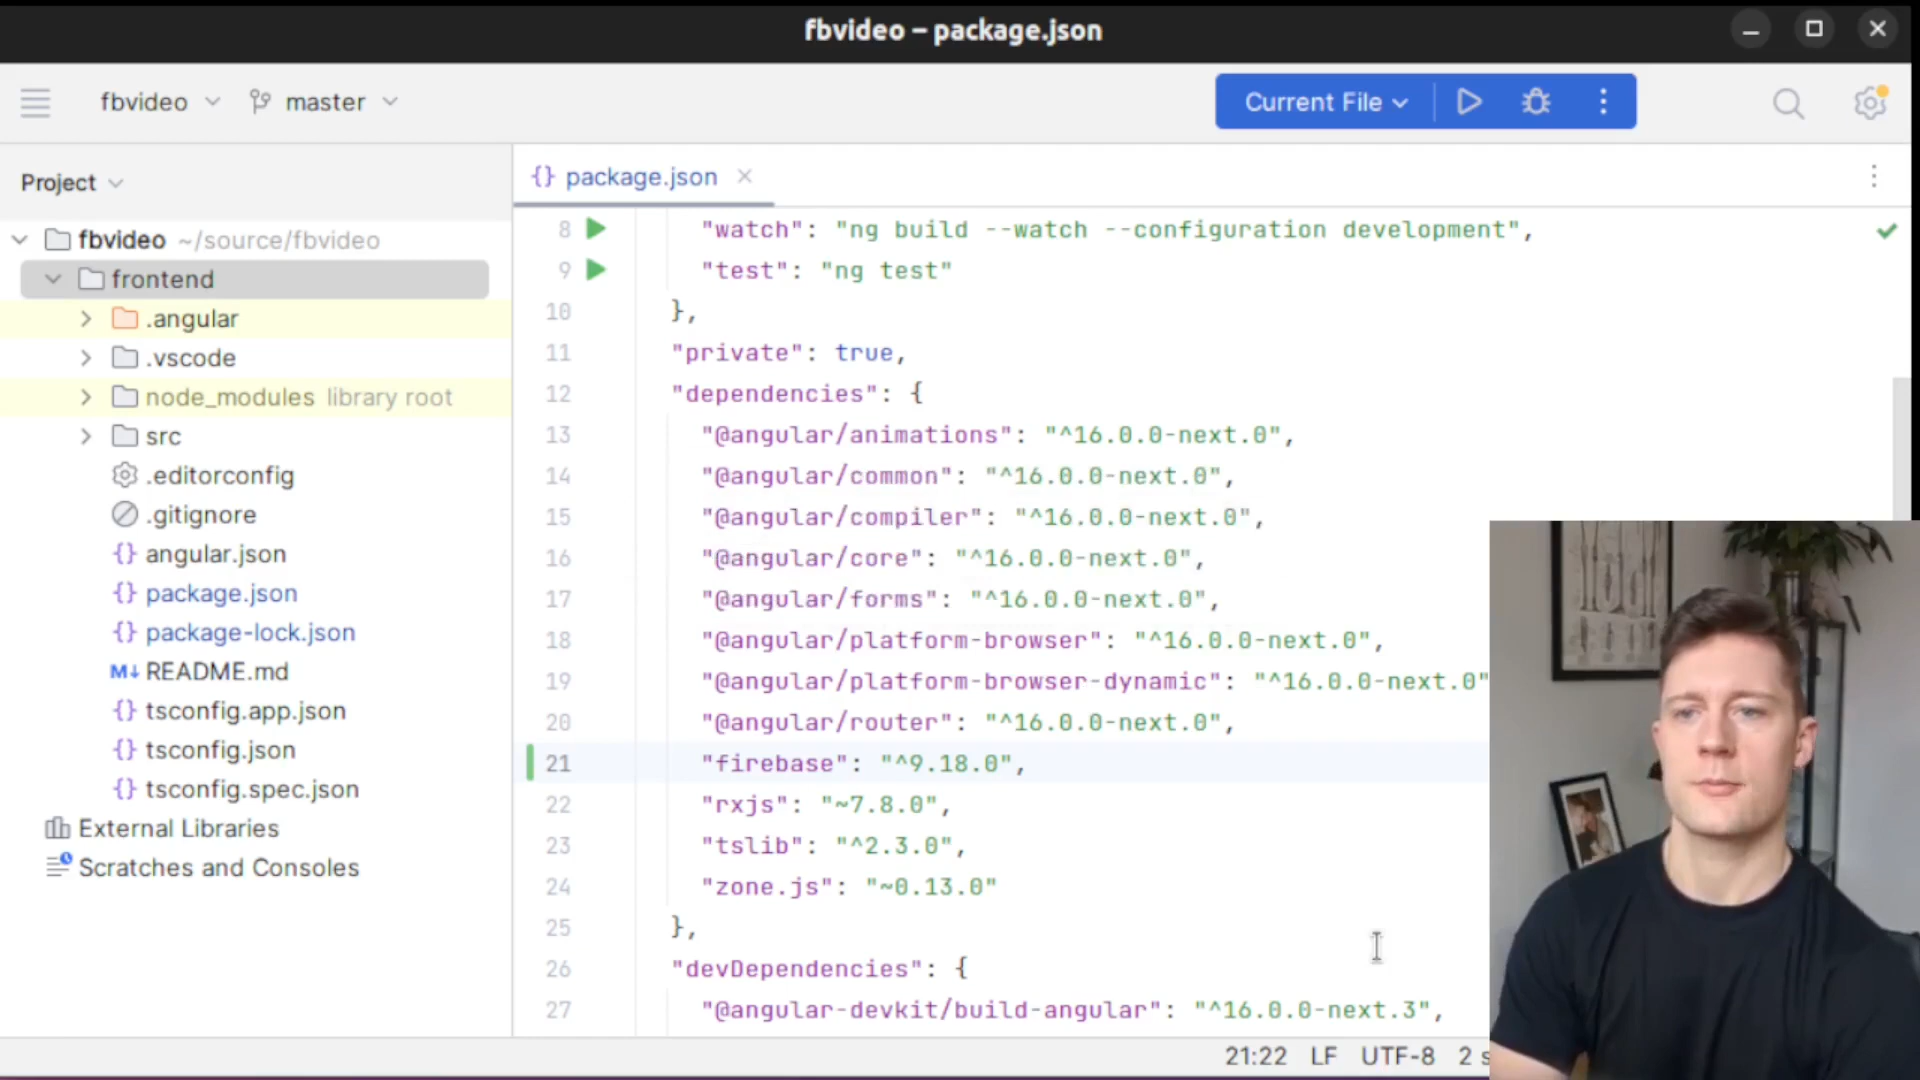 fbvideo – package.json
fbvideo
master
Current File
Project
package.json
fbvideo ~/source/fbvideo
frontend
.angular
.vscode
node_modules library root
src
.editorconfig
.gitignore
angular.json
package.json
package-lock.json
README.md
tsconfig.app.json
tsconfig.json
tsconfig.spec.json
External Libraries
Scratches and Consoles
8 "watch": "ng build --watch --configuration development",
9 "test": "ng test"
10 },
11 "private": true,
12 "dependencies": {
13 "@angular/animations": "^16.0.0-next.0",
14 "@angular/common": "^16.0.0-next.0",
15 "@angular/compiler": "^16.0.0-next.0",
16 "@angular/core": "^16.0.0-next.0",
17 "@angular/forms": "^16.0.0-next.0",
18 "@angular/platform-browser": "^16.0.0-next.0",
19 "@angular/platform-browser-dynamic": "^16.0.0-next.0"
20 "@angular/router": "^16.0.0-next.0",
21 "firebase": "^9.18.0",
22 "rxjs": "~7.8.0",
23 "tslib": "^2.3.0",
24 "zone.js": "~0.13.0"
25 },
26 "devDependencies": {
27 "@angular-devkit/build-angular": "^16.0.0-next.3",
21:22 LF UTF-8 2 s